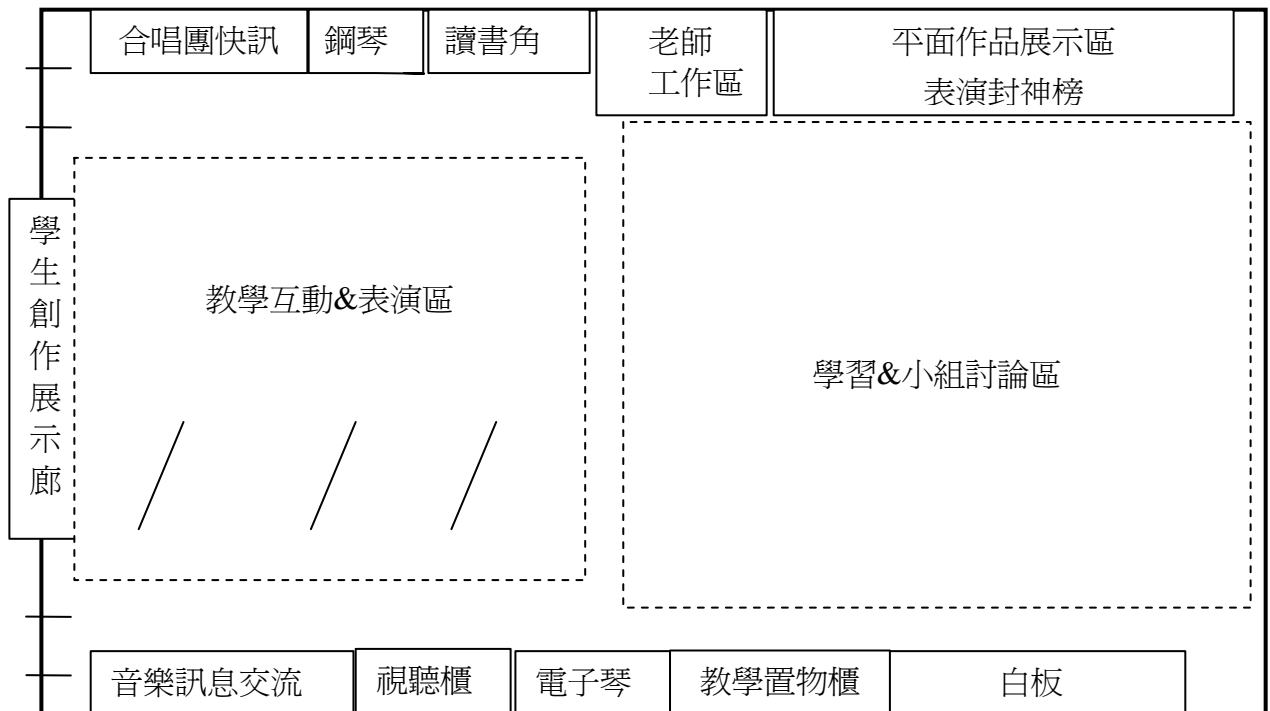 合唱團快訊
鋼琴
讀書角
老師
工作區
平面作品展示區
表演封神榜
學生創作展示廊
教學互動&表演區
學習&小組討論區
音樂訊息交流
視聽櫃
電子琴
教學置物櫃
白板